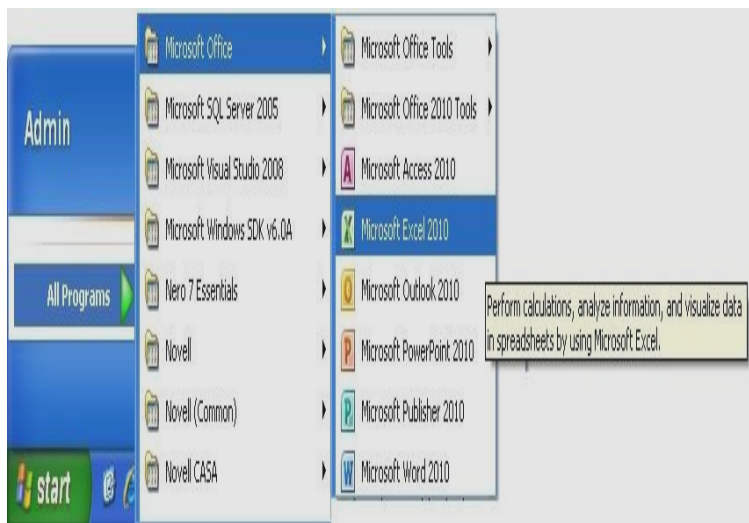 Admin
All Programs
start
Microsoft Office
Microsoft SQL Server 2005
Microsoft Visual Studio 2008
Microsoft Windows SDK v6.0A
Nero 7 Essentials
Novell
Novell (Common)
Novell CASA
Microsoft Office Tools
Microsoft Office 2010 Tools
Microsoft Access 2010
Microsoft Excel 2010
Microsoft Outlook 2010
Microsoft PowerPoint 2010
Microsoft Publisher 2010
Microsoft Word 2010
Perform calculations, analyze information, and visualize data
in spreadsheets by using Microsoft Excel.